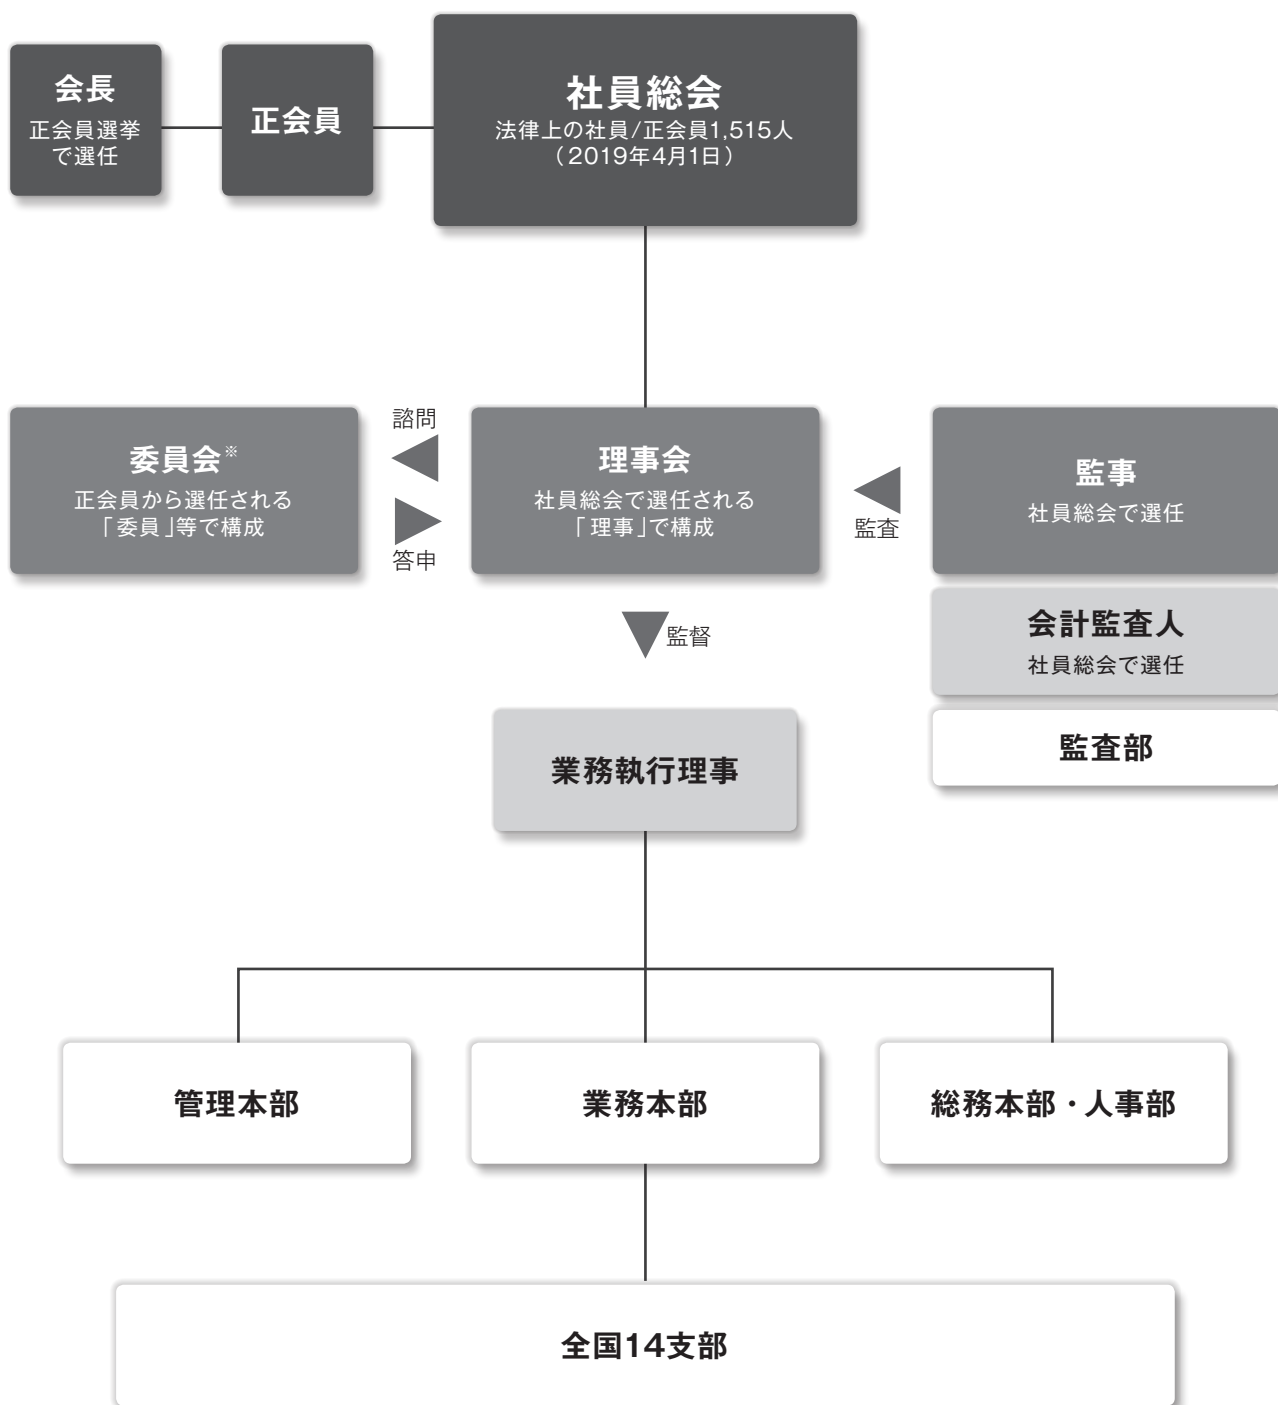 会長
正会員選挙
で選任
正会員
社員総会
法律上の社員/正会員1,515人
(2019年4月1日)
委員会※
正会員から選任される
「委員」等で構成
諮問
答申
理事会
社員総会で選任される
「理事」で構成
監査
監事
社員総会で選任
会計監査人
社員総会で選任
監査部
監督
業務執行理事
管理本部
業務本部
総務本部・人事部
全国14支部